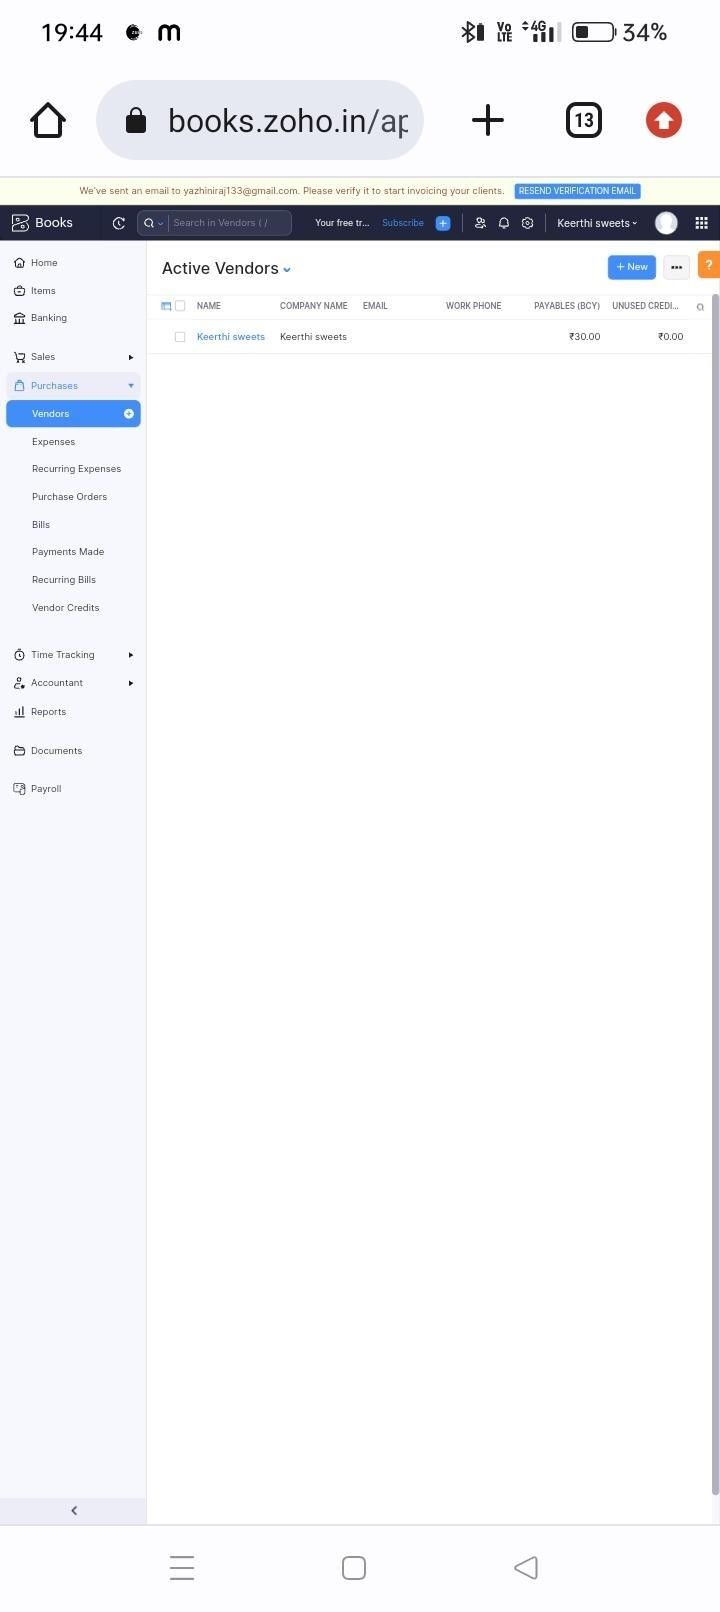 19:44 m Vo LTE 4G 34%
books.zoho.in/ap 13
We've sent an email to yazhiniraj133@gmail.com. Please verify it to start invoicing your clients. RESEND VERIFICATION EMAIL
Books Search in Vendors ( / Your free tr... Subscribe Keerthi sweets
Home
Items
Banking
Sales
Purchases
Vendors
Expenses
Recurring Expenses
Purchase Orders
Bills
Payments Made
Recurring Bills
Vendor Credits
Time Tracking
Accountant
Reports
Documents
Payroll
Active Vendors + New ... ?
NAME COMPANY NAME EMAIL WORK PHONE PAYABLES (BCY) UNUSED CREDI...
Keerthi sweets Keerthi sweets ₹30.00 ₹0.00